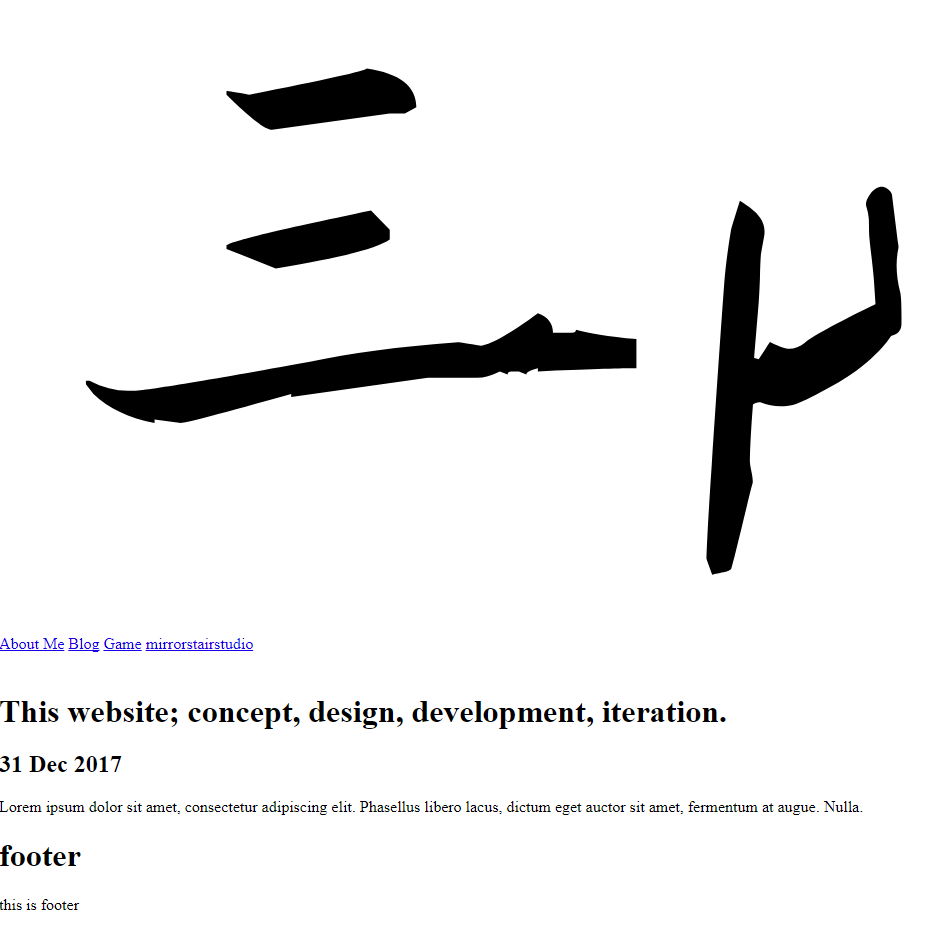 About Me Blog Game mirrorstairstudio
This website; concept, design, development, iteration.
31 Dec 2017
Lorem ipsum dolor sit amet, consectetur adipiscing elit. Phasellus libero lacus, dictum eget auctor sit amet, fermentum at augue. Nulla.
footer
this is footer